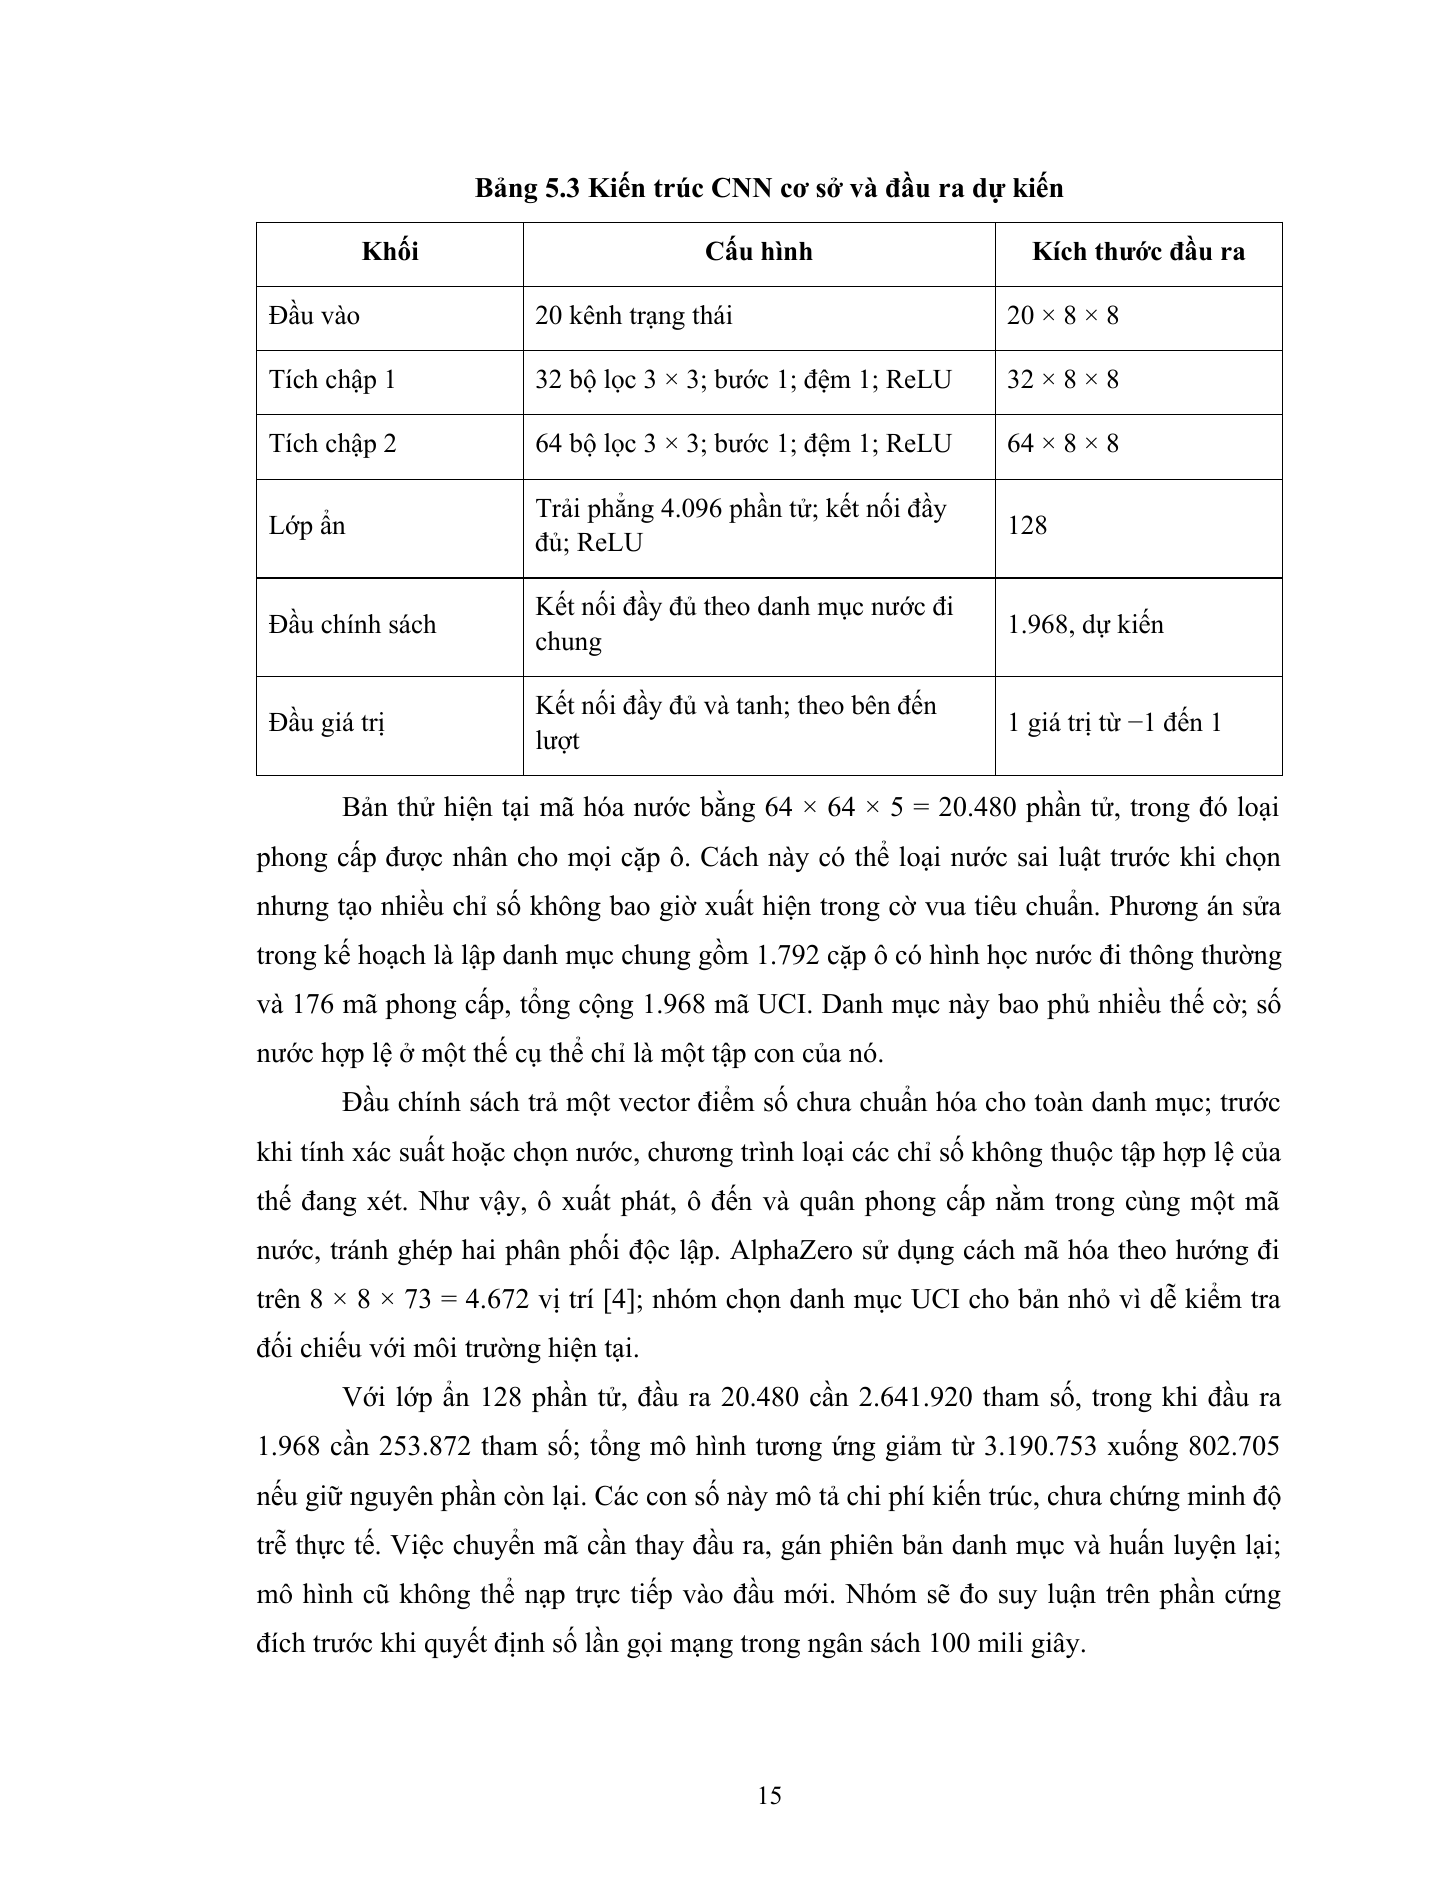 Bảng 5.3 Kiến trúc CNN cơ sở và đầu ra dự kiến
Khối Cấu hình Kích thước đầu ra
Đầu vào 20 kênh trạng thái 20 × 8 × 8
Tích chập 1 32 bộ lọc 3 × 3; bước 1; đệm 1; ReLU 32 × 8 × 8
Tích chập 2 64 bộ lọc 3 × 3; bước 1; đệm 1; ReLU 64 × 8 × 8
Lớp ẩn Trải phẳng 4.096 phần tử; kết nối đầy
đủ; ReLU 128
Đầu chính sách Kết nối đầy đủ theo danh mục nước đi
chung 1.968, dự kiến
Đầu giá trị Kết nối đầy đủ và tanh; theo bên đến
lượt 1 giá trị từ −1 đến 1
Bản thử hiện tại mã hóa nước bằng 64 × 64 × 5 = 20.480 phần tử, trong đó loại
phong cấp được nhân cho mọi cặp ô. Cách này có thể loại nước sai luật trước khi chọn
nhưng tạo nhiều chỉ số không bao giờ xuất hiện trong cờ vua tiêu chuẩn. Phương án sửa
trong kế hoạch là lập danh mục chung gồm 1.792 cặp ô có hình học nước đi thông thường
và 176 mã phong cấp, tổng cộng 1.968 mã UCI. Danh mục này bao phủ nhiều thế cờ; số
nước hợp lệ ở một thế cụ thể chỉ là một tập con của nó.
Đầu chính sách trả một vector điểm số chưa chuẩn hóa cho toàn danh mục; trước
khi tính xác suất hoặc chọn nước, chương trình loại các chỉ số không thuộc tập hợp lệ của
thế đang xét. Như vậy, ô xuất phát, ô đến và quân phong cấp nằm trong cùng một mã
nước, tránh ghép hai phân phối độc lập. AlphaZero sử dụng cách mã hóa theo hướng đi
trên 8 × 8 × 73 = 4.672 vị trí [4]; nhóm chọn danh mục UCI cho bản nhỏ vì dễ kiểm tra
đối chiếu với môi trường hiện tại.
Với lớp ẩn 128 phần tử, đầu ra 20.480 cần 2.641.920 tham số, trong khi đầu ra
1.968 cần 253.872 tham số; tổng mô hình tương ứng giảm từ 3.190.753 xuống 802.705
nếu giữ nguyên phần còn lại. Các con số này mô tả chi phí kiến trúc, chưa chứng minh độ
trễ thực tế. Việc chuyển mã cần thay đầu ra, gán phiên bản danh mục và huấn luyện lại;
mô hình cũ không thể nạp trực tiếp vào đầu mới. Nhóm sẽ đo suy luận trên phần cứng
đích trước khi quyết định số lần gọi mạng trong ngân sách 100 mili giây.
15